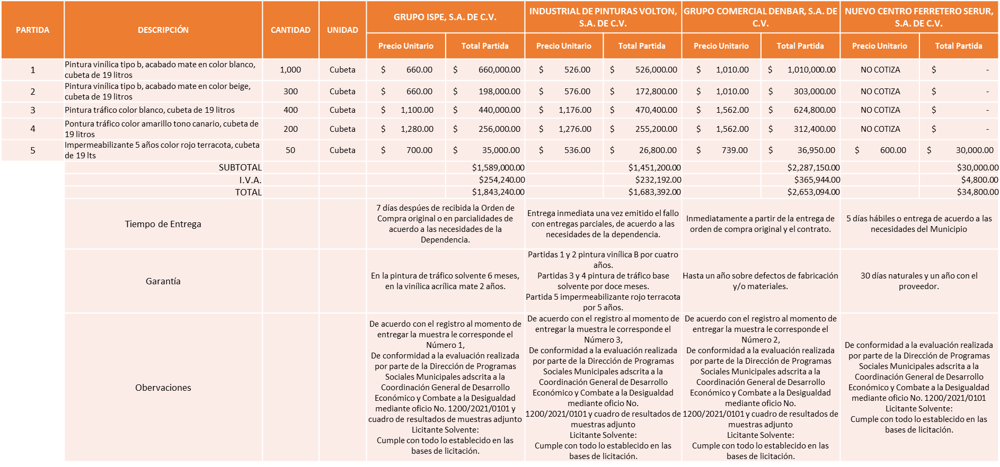 PARTIDA
DESCRIPCIÓN
CANTIDAD
UNIDAD
GRUPO ISPE, S.A. DE C.V.
INDUSTRIAL DE PINTURAS VOLTON,
S.A. DE C.V.
GRUPO COMERCIAL DENBAR, S.A. DE
C.V.
NUEVO CENTRO FERRETERO SERUR,
S.A. DE C.V.
Precio Unitario Total Partida Precio Unitario Total Partida Precio Unitario Total Partida Precio Unitario Total Partida
1
Pintura vinílica tipo b, acabado mate en color blanco,
cubeta de 19 litros
1,000 Cubeta $ 660.00 $ 660,000.00 $ 526.00 $ 526,000.00 $ 1,010.00 $ 1,010,000.00 NO COTIZA $ -
2
Pintura vinílica tipo b, acabado mate en color beige,
cubeta de 19 litros
300 Cubeta $ 660.00 $ 198,000.00 $ 576.00 $ 172,800.00 $ 1,010.00 $ 303,000.00 NO COTIZA $ -
3 Pintura tráfico color blanco, cubeta de 19 litros 400 Cubeta $ 1,100.00 $ 440,000.00 $ 1,176.00 $ 470,400.00 $ 1,562.00 $ 624,800.00 NO COTIZA $ -
4
Pontura tráfico color amarillo tono canario, cubeta de
19 litros
200 Cubeta $ 1,280.00 $ 256,000.00 $ 1,276.00 $ 255,200.00 $ 1,562.00 $ 312,400.00 NO COTIZA $ -
5
Impermeabilizante 5 años color rojo terracota, cubeta
de 19 lts
50 Cubeta $ 700.00 $ 35,000.00 $ 536.00 $ 26,800.00 $ 739.00 $ 36,950.00 $ 600.00 $ 30,000.00
SUBTOTAL $1,589,000.00 $1,451,200.00 $2,287,150.00 $30,000.00
I.V.A. $254,240.00 $232,192.00 $365,944.00 $4,800.00
TOTAL $1,843,240.00 $1,683,392.00 $2,653,094.00 $34,800.00
Tiempo de Entrega
7 días despúes de recibida la Orden de
Compra original o en parcialidades de
acuerdo a las necesidades de la
Dependencia.
Entrega inmediata una vez emitido el fallo
con entregas parciales, de acuerdo a las
necesidades de la dependencia.
Inmediatamente a partir de la entrega de
orden de compra original y el contrato.
5 días hábiles o entrega de acuerdo a las
necesidades del Municipio
Garantía
En la pintura de tráfico solvente 6 meses,
en la vinílica acrílica mate 2 años.
Partidas 1 y 2 pintura vinílica B por cuatro
años.
Partidas 3 y 4 pintura de tráfico base
solvente por doce meses.
Partida 5 impermeabilizante rojo terracota
por 5 años.
Hasta un año sobre defectos de fabricación
y/o materiales.
30 días naturales y un año con el
proveedor.
Obervaciones
De acuerdo con el registro al momento de
entregar la muestra le corresponde el
Número 1,
De conformidad a la evaluación realizada
por parte de la Dirección de Programas
Sociales Municipales adscrita a la
Coordinación General de Desarrollo
Económico y Combate a la Desigualdad
mediante oficio No. 1200/2021/0101 y
cuadro de resultados de muestras adjunto
Licitante Solvente:
Cumple con todo lo establecido en las
bases de licitación.
De acuerdo con el registro al momento de
entregar la muestra le corresponde el
Número 3,
De conformidad a la evaluación realizada
por parte de la Dirección de Programas
Sociales Municipales adscrita a la
Coordinación General de Desarrollo
Económico y Combate a la Desigualdad
mediante oficio No.
1200/2021/0101 y cuadro de resultados de
muestras adjunto
Licitante Solvente:
Cumple con todo lo establecido en las
bases de licitación.
De acuerdo con el registro al momento de
entregar la muestra le corresponde el
Número 2,
De conformidad a la evaluación realizada
por parte de la Dirección de Programas
Sociales Municipales adscrita a la
Coordinación General de Desarrollo
Económico y Combate a la Desigualdad
mediante oficio No.
1200/2021/0101 y cuadro de resultados de
muestras adjunto
Licitante Solvente:
Cumple con todo lo establecido en las
bases de licitación.
De conformidad a la evaluación realizada
por parte de la Dirección de Programas
Sociales Municipales adscrita a la
Coordinación General de Desarrollo
Económico y Combate a la Desigualdad
mediante oficio No. 1200/2021/0101
Licitante Solvente:
Cumple con todo lo establecido en las
bases de licitación.